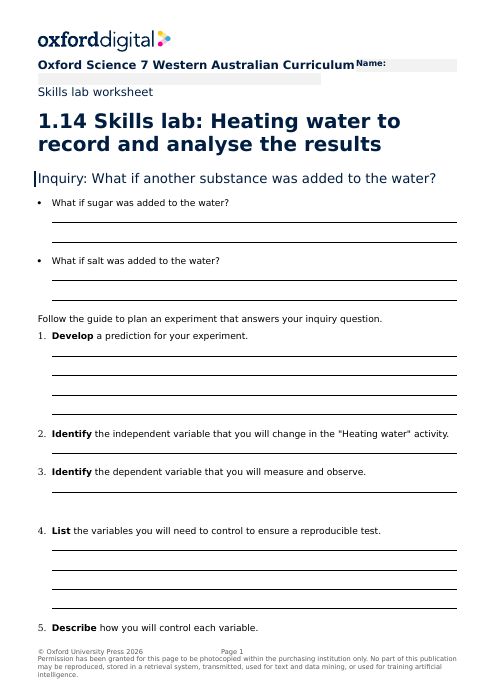 oxforddigital
Oxford Science 7 Western Australian Curriculum Name:
Skills lab worksheet
1.14 Skills lab: Heating water to
record and analyse the results
Inquiry: What if another substance was added to the water?
• What if sugar was added to the water?
• What if salt was added to the water?
Follow the guide to plan an experiment that answers your inquiry question.
1. Develop a prediction for your experiment.
2. Identify the independent variable that you will change in the "Heating water" activity.
3. Identify the dependent variable that you will measure and observe.
4. List the variables you will need to control to ensure a reproducible test.
5. Describe how you will control each variable.
© Oxford University Press 2026 Page 1
Permission has been granted for this page to be photocopied within the purchasing institution only. No part of this publication
may be reproduced, stored in a retrieval system, transmitted, used for text and data mining, or used for training artificial
intelligence.